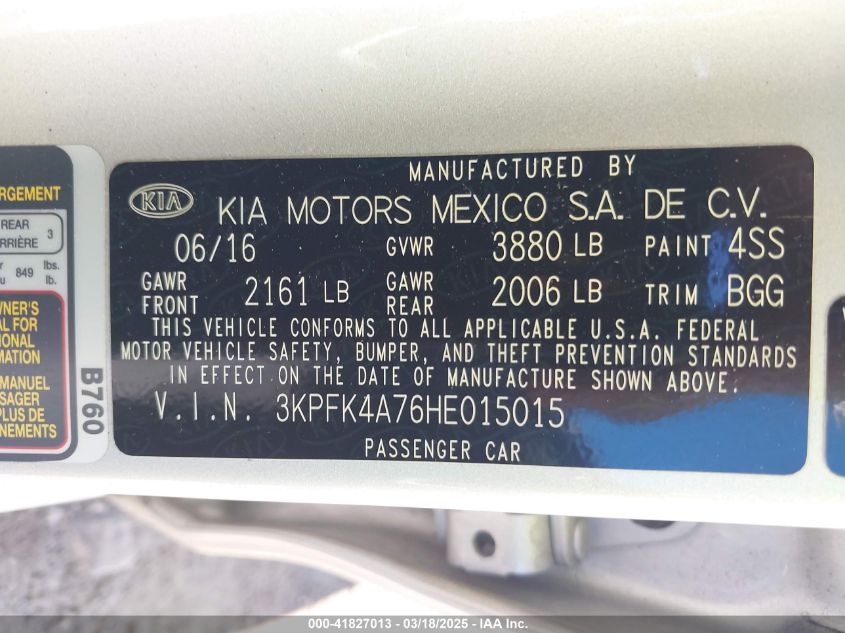 RGEMENT
REAR 3
RRIÈRE
849 lbs.
lb.
WNER'S
AL FOR
IONAL
MATION
MANUEL
SAGER
PLUS DE
NEMENTS
B760
MANUFACTURED BY
KIA KIA MOTORS MEXICO S.A. DE C.V.
06/16 GVWR 3880 LB PAINT 4SS
GAWR FRONT 2161 LB GAWR REAR 2006 LB TRIM BGG
THIS VEHICLE CONFORMS TO ALL APPLICABLE U.S.A. FEDERAL
MOTOR VEHICLE SAFETY, BUMPER, AND THEFT PREVENTION STANDARDS
IN EFFECT ON THE DATE OF MANUFACTURE SHOWN ABOVE.
V.I.N. 3KPFK4A76HE015015
PASSENGER CAR
000-41827013 - 03/18/2025 - IAA Inc.